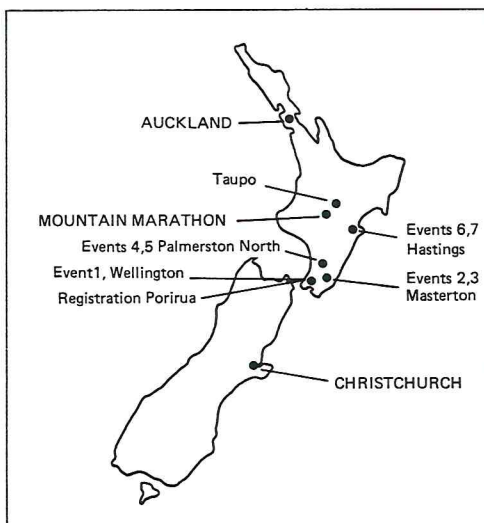 AUCKLAND
Taupo
MOUNTAIN MARATHON
Events 6,7
Hastings
Events 4,5 Palmerston North
Event1, Wellington
Registration Porirua
Events 2,3
Masterton
CHRISTCHURCH